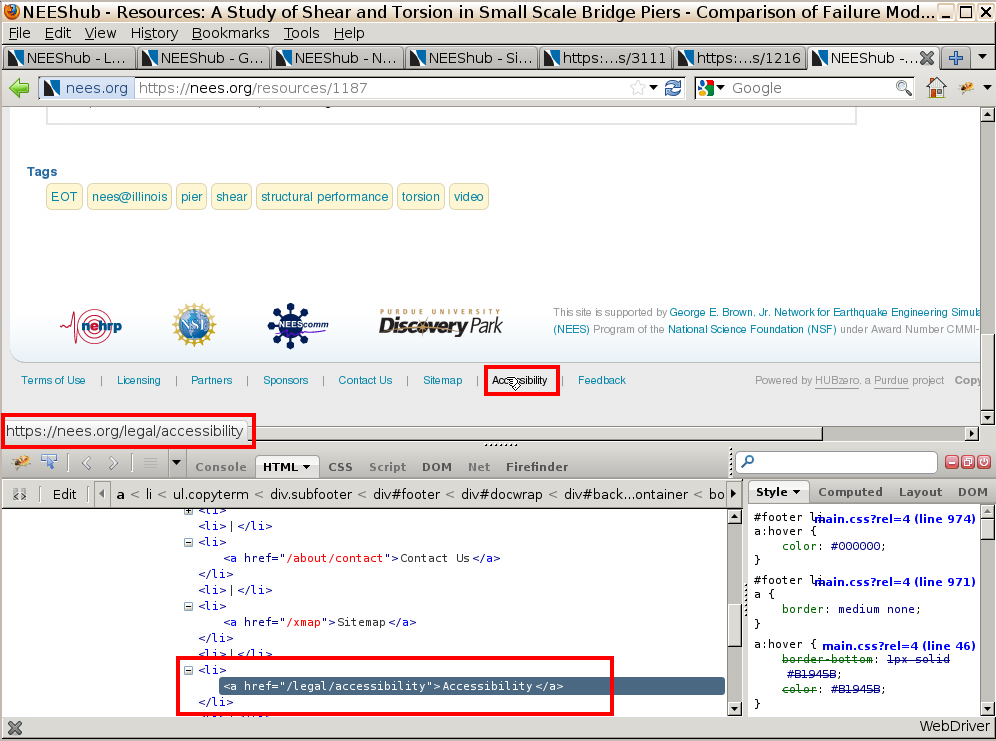 NEEShub - Resources: A Study of Shear and Torsion in Small Scale Bridge Piers - Comparison of Failure Mod...
File Edit View History Bookmarks Tools Help
NEEShub - L... NEEShub - G... NEEShub - N... NEEShub - Si... https:...s/3111 https:...s/1216 NEEShub -...
nees.org https://nees.org/resources/1187 Google
Tags
EOT nees@illinois pier shear structural performance torsion video
nehrp NSF NEEScomm PURDUE UNIVERSITY
Discovery Park
This site is supported by George E. Brown, Jr. Network for Earthquake Engineering Simula
(NEES) Program of the National Science Foundation (NSF) under Award Number CMMI-
Terms of Use | Licensing | Partners | Sponsors | Contact Us | Sitemap | Accessibility | Feedback Powered by HUBzero, a Purdue project Copy
https://nees.org/legal/accessibility
Console HTML CSS Script DOM Net Firefinder
Edit a < li < ul.copyterm < div.subfooter < div#footer < div#docwrap < div#back...ontainer < bo
Style Computed Layout DOM
<li>
<li>|</li>
<li>
<a href="/about/contact">Contact Us</a>
</li>
<li>|</li>
<li>
<a href="/xmap">Sitemap</a>
</li>
<li>|</li>
<li>
<a href="/legal/accessibility">Accessibility</a>
</li>
#footer li main.css?rel=4 (line 974)
a:hover {
color: #000000;
}
#footer li main.css?rel=4 (line 971)
a {
border: medium none;
}
a:hover { main.css?rel=4 (line 46)
border-bottom: 1px solid
#B1945B;
color: #B1945B;
}
WebDriver